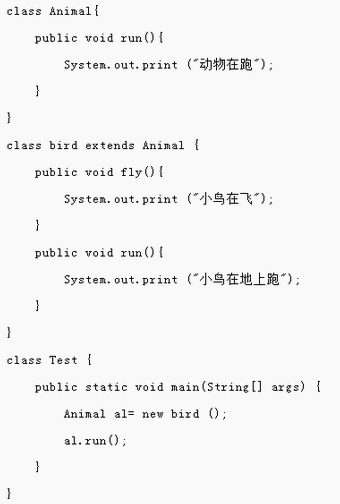 class Animal{
    public void run(){
        System.out.print ("动物在跑");
    }
}
class bird extends Animal {
    public void fly(){
        System.out.print ("小鸟在飞");
    }
    public void run(){
        System.out.print ("小鸟在地上跑");
    }
}
class Test {
    public static void main(String[] args) {
        Animal al= new bird ();
        al.run();
    }
}